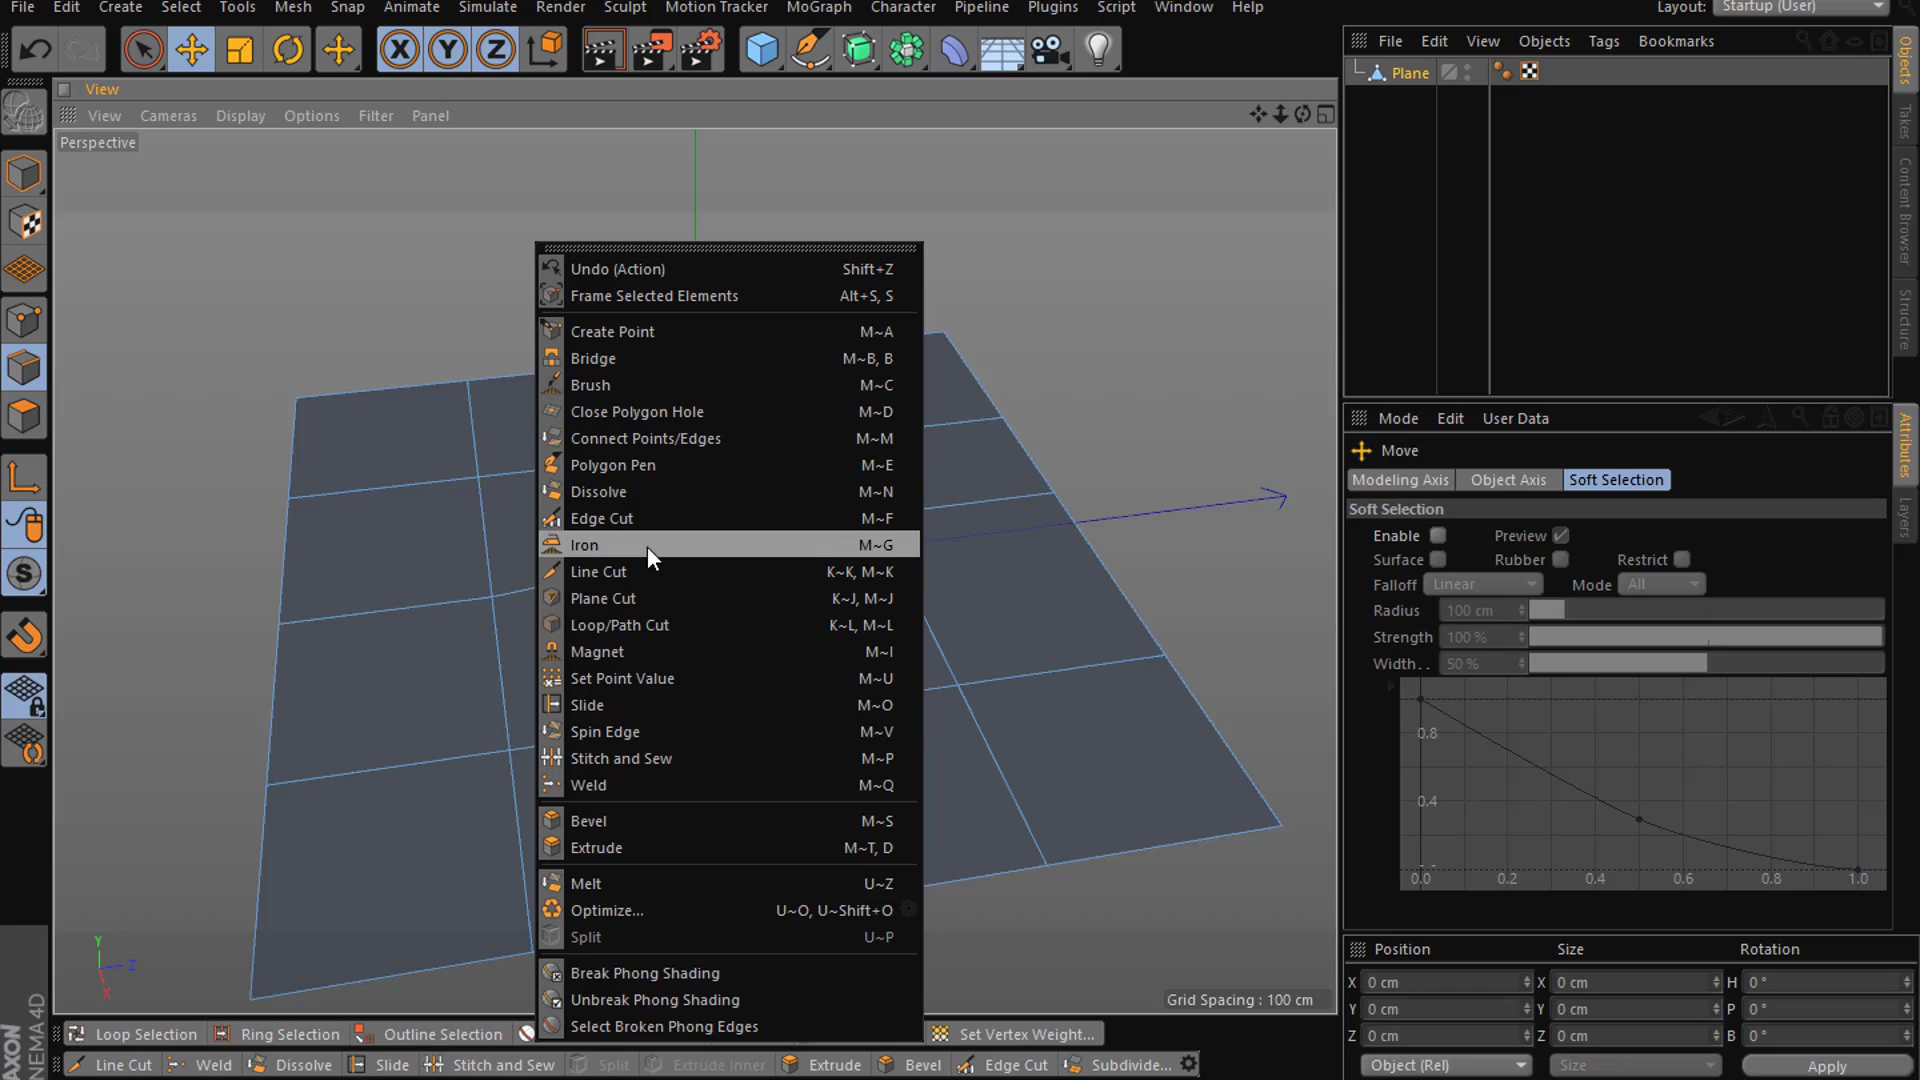 File Edit Create Select Tools Mesh Snap Animate Simulate Render Sculpt Motion Tracker MoGraph Character Pipeline Plugins Script Window Help Layout: Startup (User)
X Y Z
File Edit View Objects Tags Bookmarks
Plane
View
View Cameras Display Options Filter Panel
Perspective
Undo (Action) Shift+Z
Frame Selected Elements Alt+S, S
Create Point M~A
Bridge M~B, B
Brush M~C
Close Polygon Hole M~D
Connect Points/Edges M~M
Polygon Pen M~E
Dissolve M~N
Edge Cut M~F
Iron M~G
Line Cut K~K, M~K
Plane Cut K~J, M~J
Loop/Path Cut K~L, M~L
Magnet M~I
Set Point Value M~U
Slide M~O
Spin Edge M~V
Stitch and Sew M~P
Weld M~Q
Bevel M~S
Extrude M~T, D
Melt U~Z
Optimize... U~O, U~Shift+O
Split U~P
Break Phong Shading
Unbreak Phong Shading
Select Broken Phong Edges
Y
Z
X
Grid Spacing : 100 cm
Objects
Takes
Content Browser
Structure
Attributes
Layers
Mode Edit User Data
Move
Modeling Axis Object Axis Soft Selection
Soft Selection
Enable Preview
Surface Rubber Restrict
Falloff Linear Mode All
Radius 100 cm
Strength 100 %
Width.. 50 %
0.8
0.4
0.0 0.2 0.4 0.6 0.8 1.0
Position Size Rotation
X 0 cm X 0 cm H 0 °
Y 0 cm Y 0 cm P 0 °
Z 0 cm Z 0 cm B 0 °
Object (Rel) Size Apply
Loop Selection Ring Selection Outline Selection Set Vertex Weight...
Line Cut Weld Dissolve Slide Stitch and Sew Split Extrude Inner Extrude Bevel Edge Cut Subdivide...